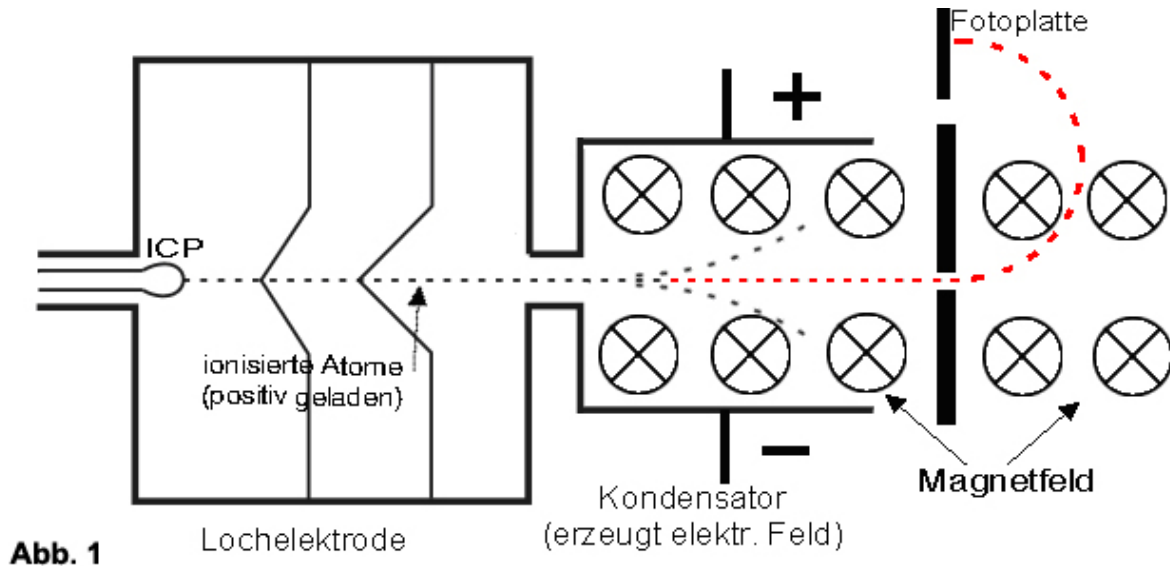 Fotoplatte
+
ICP
ionisierte Atome
(positiv geladen)
−
Magnetfeld
Kondensator
(erzeugt elektr. Feld)
Lochelektrode
Abb. 1